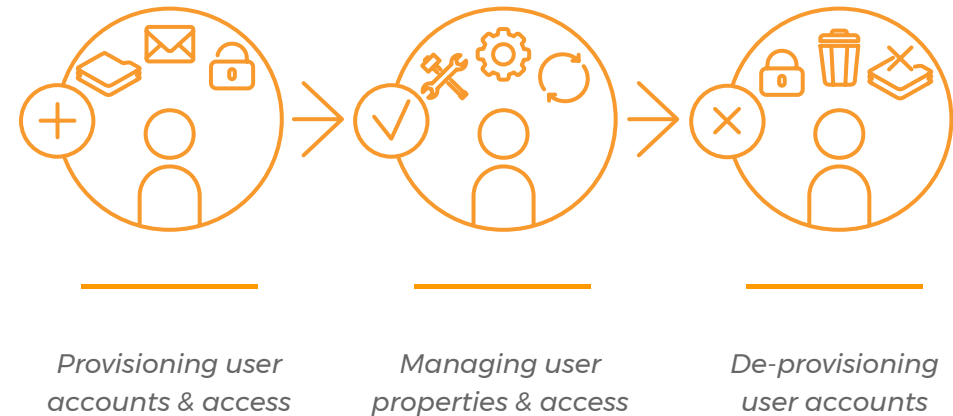 Provisioning user
accounts & access
Managing user
properties & access
De-provisioning
user accounts